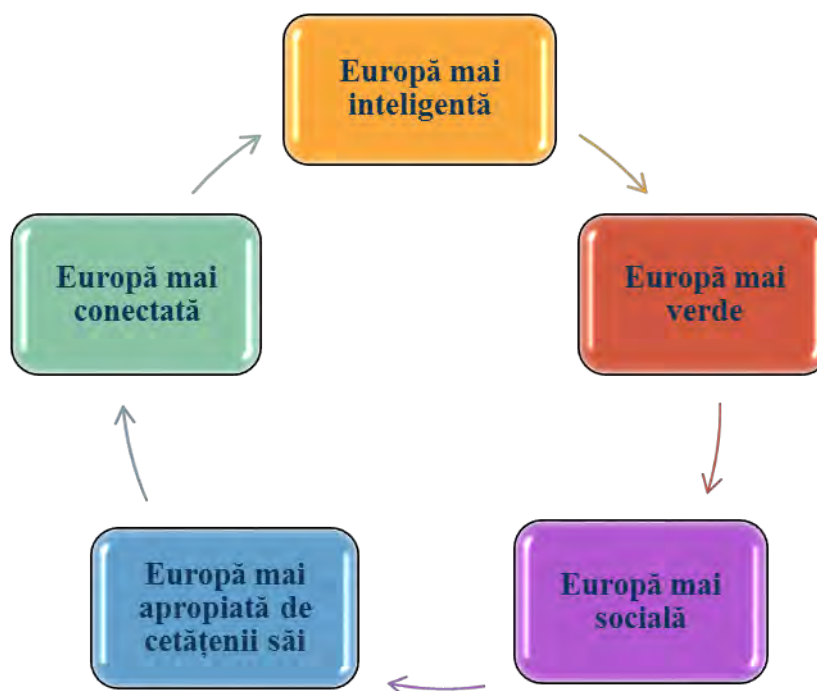 Europă mai
inteligentă
Europă mai
verde
Europă mai
socială
Europă mai
apropiată de
cetățenii săi
Europă mai
conectată